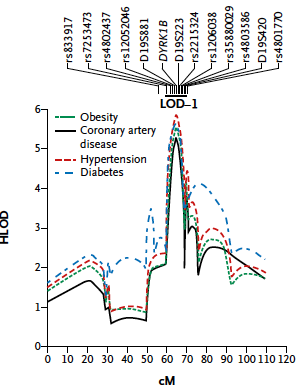 rs833917
rs7253473
rs4802437
rs12052046
D19S881
DYRK1B
D19S223
rs2215324
rs1206038
rs35880029
rs4803586
D19S420
rs4801770
LOD–1
Obesity
Coronary artery
disease
Hypertension
Diabetes
HLOD
6
5
4
3
2
1
0
0 10 20 30 40 50 60 70 80 90 100 110 120
cM